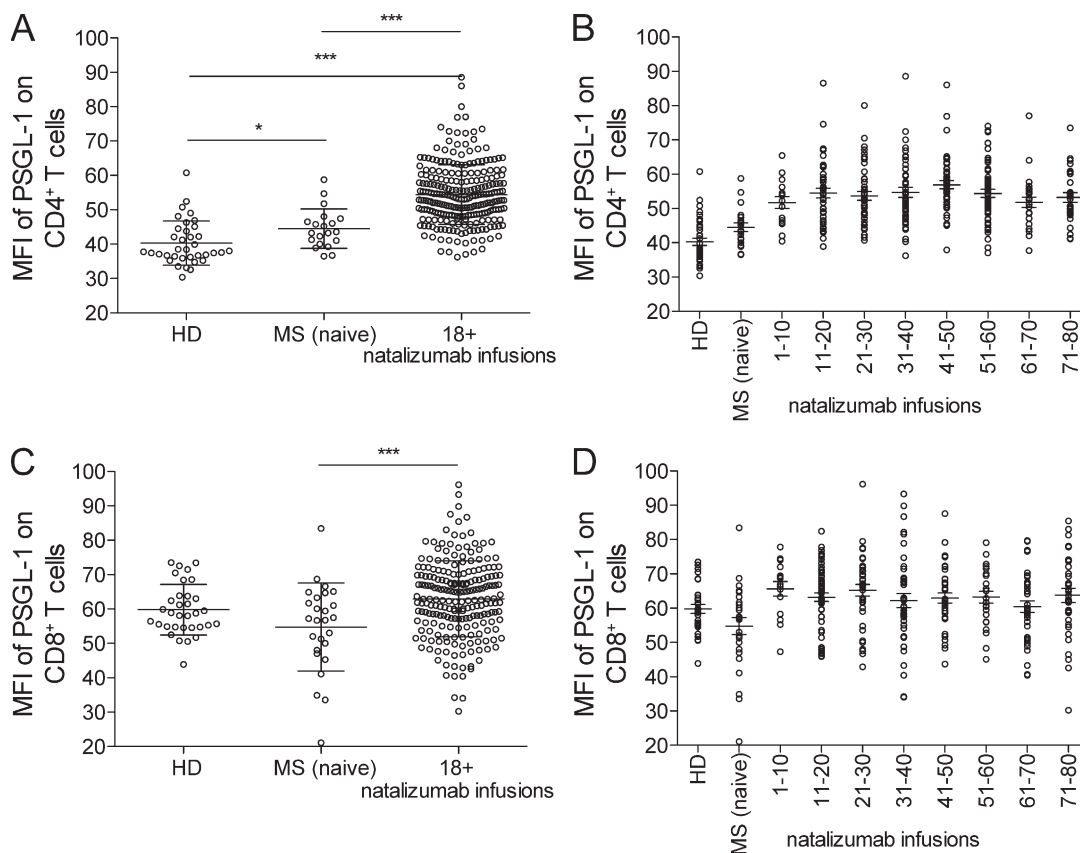 A
MFI of PSGL-1 on
CD4⁺ T cells
100
90
80
70
60
50
40
30
20
***
***
*
HD
MS (naive)
18+
natalizumab infusions
B
MFI of PSGL-1 on
CD4⁺ T cells
100
90
80
70
60
50
40
30
20
HD
MS (naive)
1-10
11-20
21-30
31-40
41-50
51-60
61-70
71-80
natalizumab infusions
C
MFI of PSGL-1 on
CD8⁺ T cells
100
90
80
70
60
50
40
30
20
***
HD
MS (naive)
18+
natalizumab infusions
D
MFI of PSGL-1 on
CD8⁺ T cells
100
90
80
70
60
50
40
30
20
HD
MS (naive)
1-10
11-20
21-30
31-40
41-50
51-60
61-70
71-80
natalizumab infusions